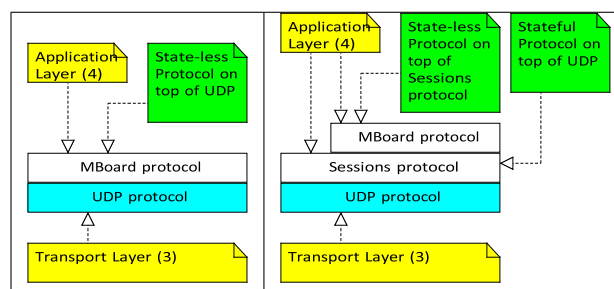 Application
Layer (4)
State-less
Protocol on
top of UDP
MBoard protocol
UDP protocol
Transport Layer (3)
Application
Layer (4)
State-less
Protocol on
top of
Sessions
protocol
Stateful
Protocol on
top of UDP
MBoard protocol
Sessions protocol
UDP protocol
Transport Layer (3)